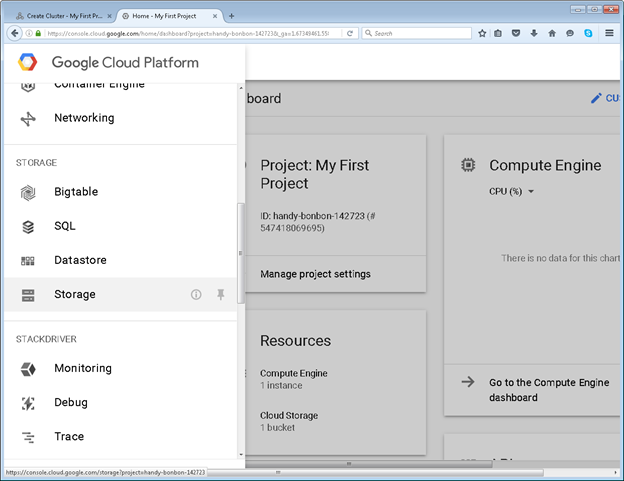 Create Cluster - My First Pr...
Home - My First Project
https://console.cloud.google.com/home/dashboard?project=handy-bonbon-142723&_ga=1.67349461.55
Search
Google Cloud Platform
Container Engine
Networking
STORAGE
Bigtable
SQL
Datastore
Storage
STACKDRIVER
Monitoring
Debug
Trace
https://console.cloud.google.com/storage?project=handy-bonbon-142723
board
CU
Project: My First
Project
ID: handy-bonbon-142723 (#
547418069695)
Manage project settings
Resources
Compute Engine
1 instance
Cloud Storage
1 bucket
Compute Engine
CPU (%)
There is no data for this chart
Go to the Compute Engine
dashboard